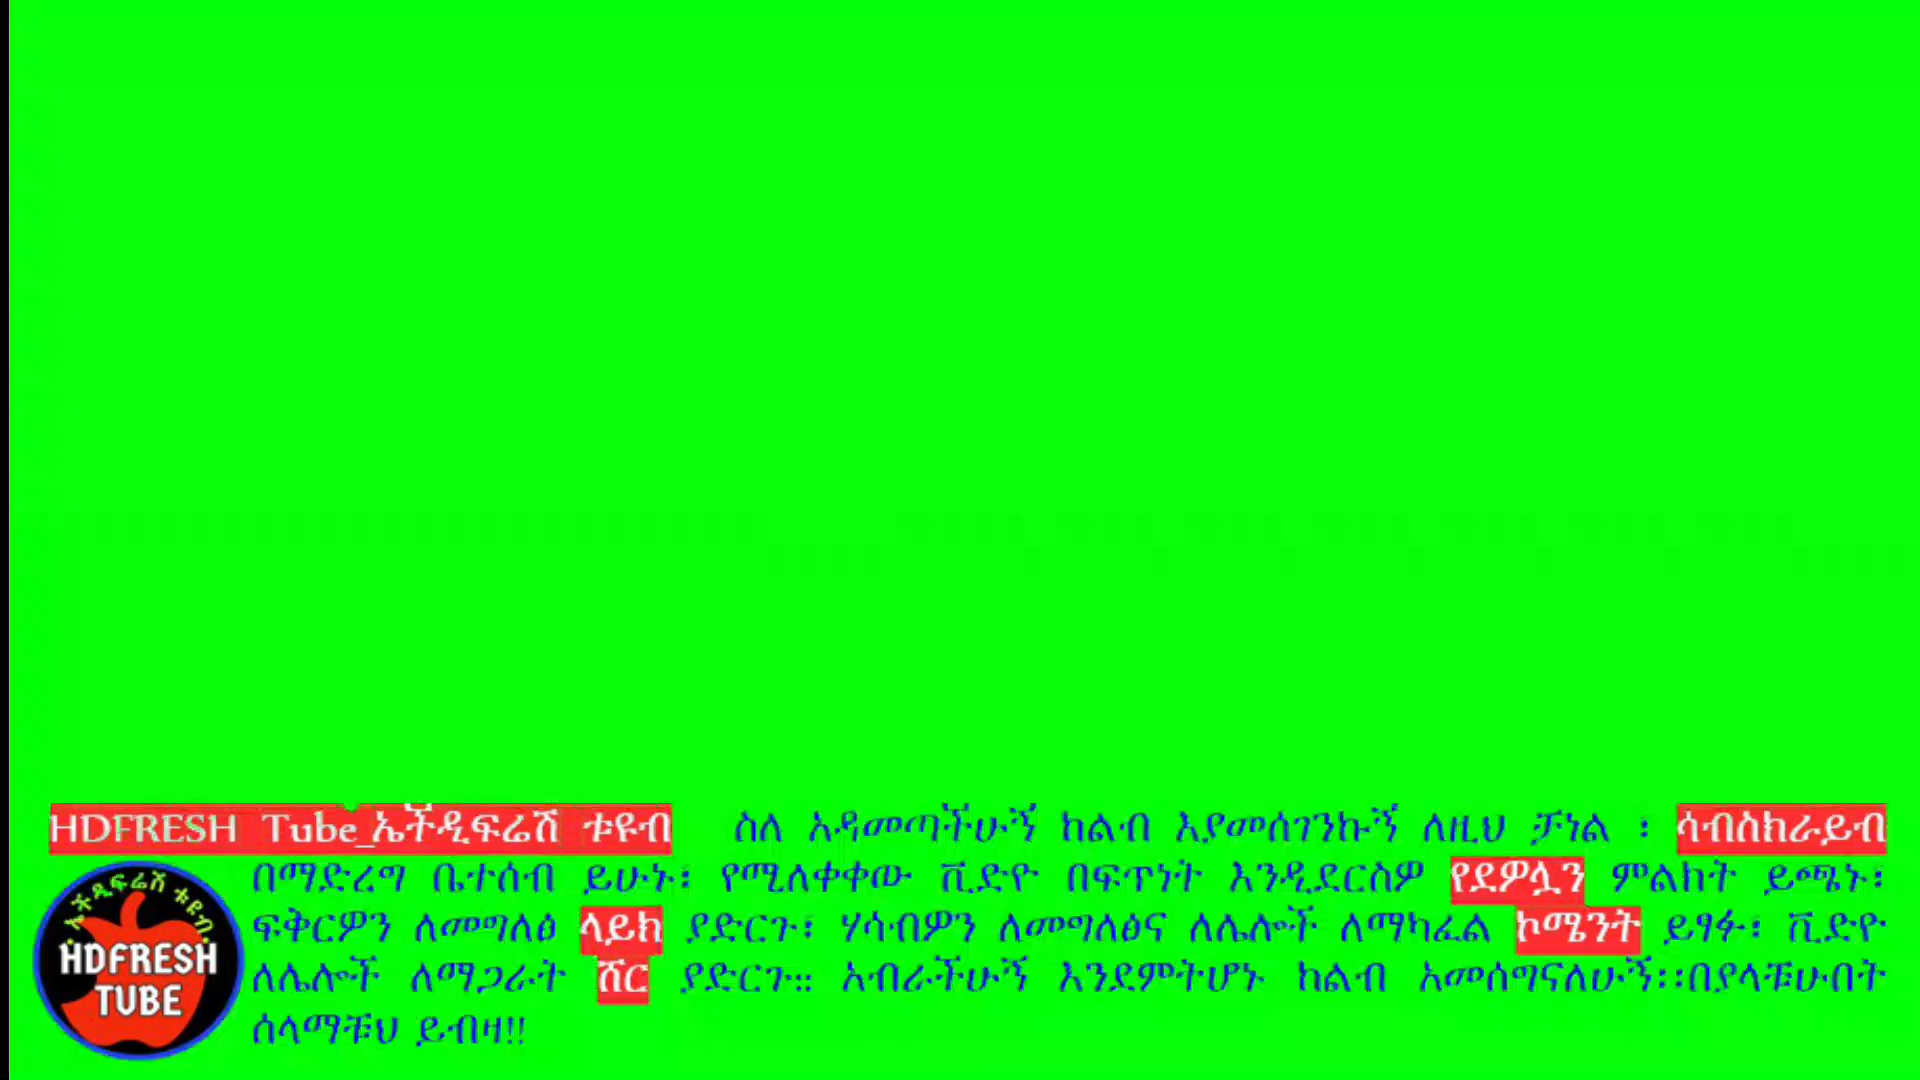 HDFRESH Tube_ኤችዲፍሬሽ ቱዩብ ስለ አዳመጣችሁኝ ከልብ እያመሰገንኩኝ ለዚህ ቻነል ፡ ሳብስክራይብ
በማድረግ ቤተሰብ ይሁኑ፤ የሚለቀቀው ቪድዮ በፍጥነት እንዲደርስዎ የደዎሏን ምልክት ይጫኑ፤
ፍቅርዎን ለመግለፅ ላይክ ያድርጉ፤ ሃሳብዎን ለመግለፅና ለሌሎች ለማካፈል ኮሜንት ይፃፉ፤ ቪድዮ
ለሌሎች ለማጋራት ሸር ያድርጉ። አብራችሁኝ እንደምትሆኑ ከልብ አመሰግናለሁኝ፡፡በያላቹሁበት
ሰላማቹህ ይብዛ!!
ኤችዲፍሬሽ ቱዩብ
HDFRESH
TUBE